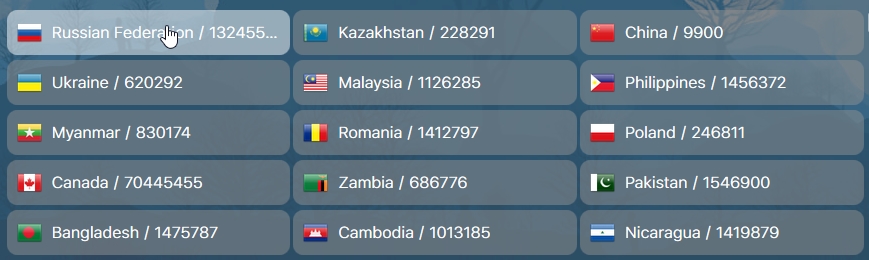 Russian Federation / 132455...
Kazakhstan / 228291
China / 9900
Ukraine / 620292
Malaysia / 1126285
Philippines / 1456372
Myanmar / 830174
Romania / 1412797
Poland / 246811
Canada / 70445455
Zambia / 686776
Pakistan / 1546900
Bangladesh / 1475787
Cambodia / 1013185
Nicaragua / 1419879